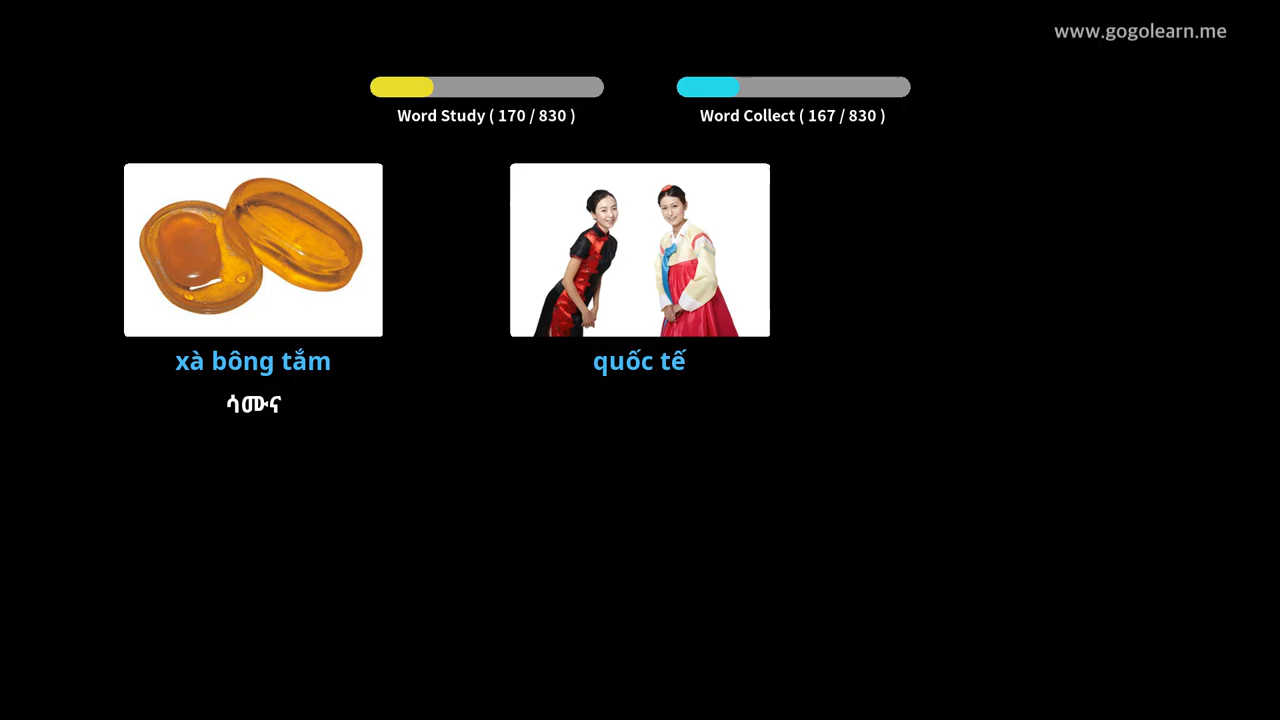 www.gogolearn.me
Word Study ( 170 / 830 )
Word Collect ( 167 / 830 )
xà bông tắm
quốc tế
ሳሙና